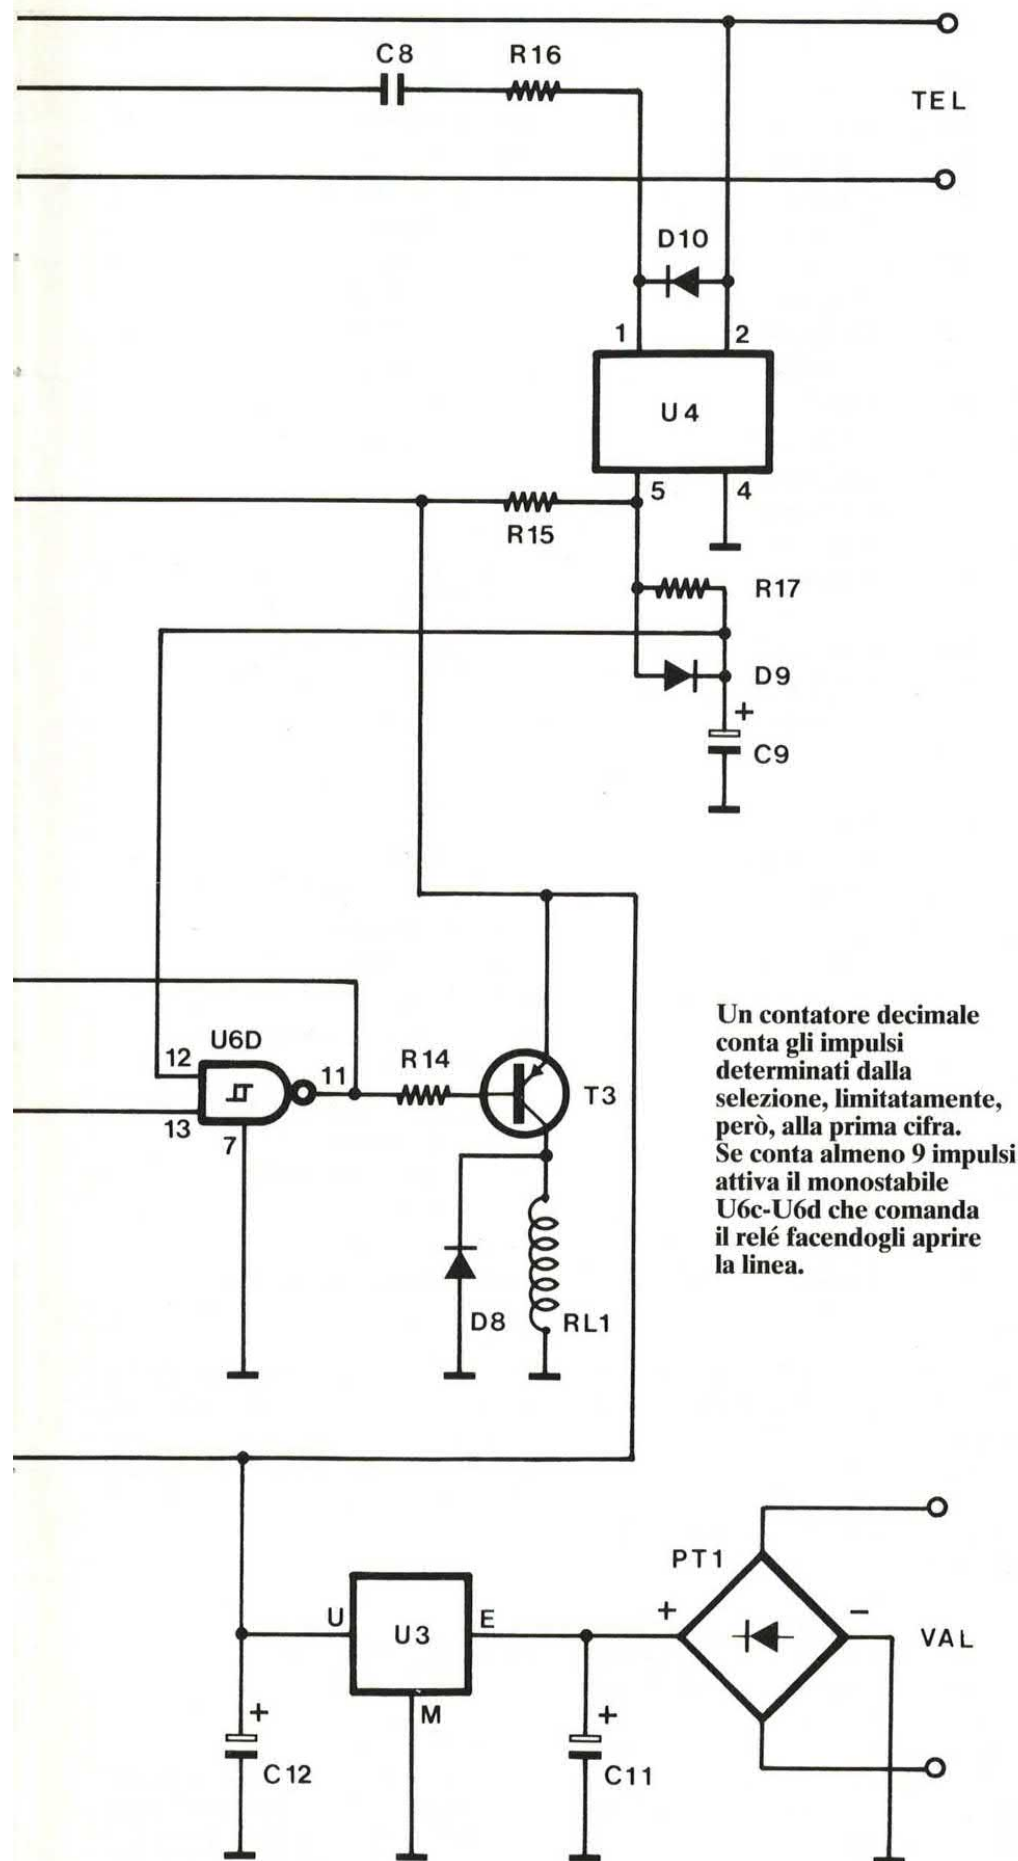 C8 R16
TEL
D10
1 2
U4
5 4
R15
R17
D9
+
C9
Un contatore decimale
conta gli impulsi
determinati dalla
selezione, limitatamente,
però, alla prima cifra.
Se conta almeno 9 impulsi
attiva il monostabile
U6c-U6d che comanda
il relé facendogli aprire
la linea.
U6D
12 11 R14
T3
13
7
D8 RL1
PT1
U U3 E + −
VAL
M
+ +
C12 C11